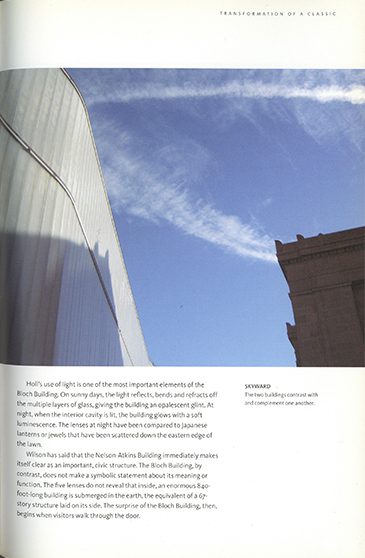 TRANSFORMATION OF A CLASSIC
Holl's use of light is one of the most important elements of the
Bloch Building. On sunny days, the light reflects, bends and refracts off
the multiple layers of glass, giving the building an opalescent glint. At
night, when the interior cavity is lit, the building glows with a soft
luminescence. The lenses at night have been compared to Japanese
lanterns or jewels that have been scattered down the eastern edge of
the lawn.
Wilson has said that the Nelson Atkins Building immediately makes
itself clear as an important, civic structure. The Bloch Building, by
contrast, does not make a symbolic statement about its meaning or
function. The five lenses do not reveal that inside, an enormous 840-
foot-long building is submerged in the earth, the equivalent of a 67-
story structure laid on its side. The surprise of the Bloch Building, then,
begins when visitors walk through the door.
SKYWARD
The two buildings contrast with
and complement one another.